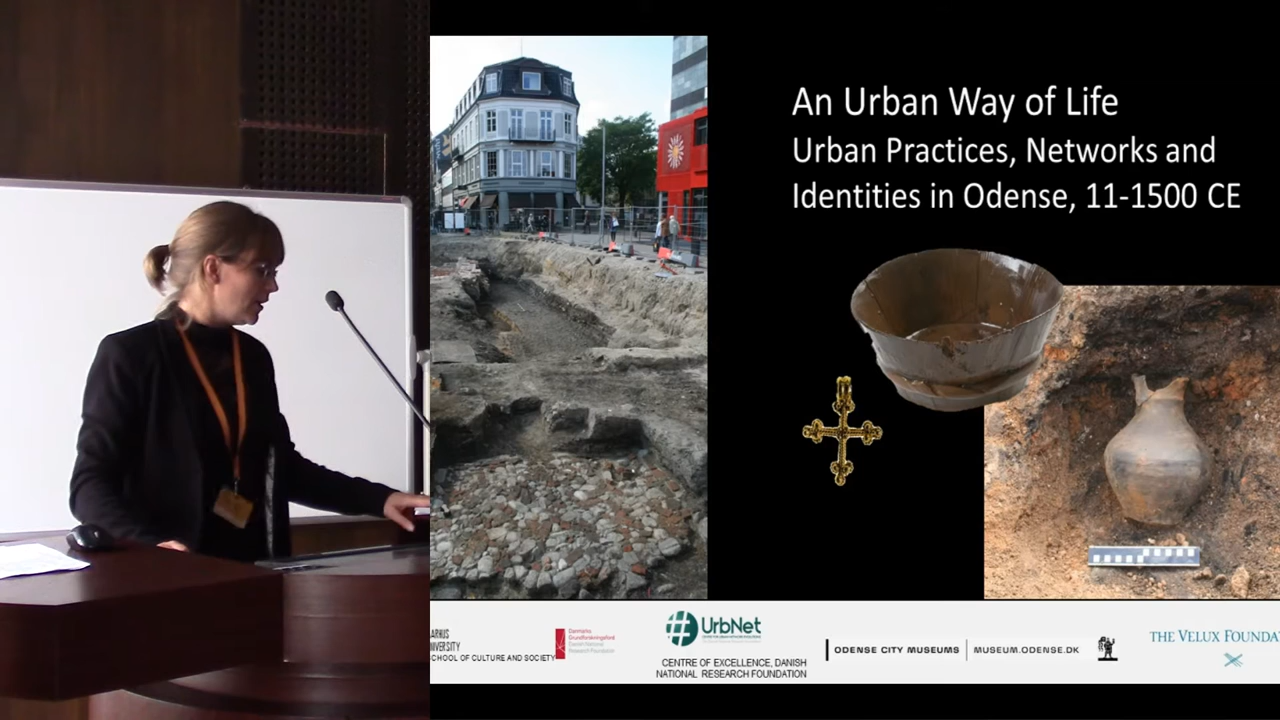 An Urban Way of Life
Urban Practices, Networks and
Identities in Odense, 11-1500 CE
UNIVERSITY
SCHOOL OF CULTURE AND SOCIETY
Danmarks
Grundforskningsfond
Danish National
Research Foundation
UrbNet
CENTRE OF EXCELLENCE, DANISH
NATIONAL RESEARCH FOUNDATION
ODENSE CITY MUSEUMS
MUSEUM.ODENSE.DK
THE VELUX FOUNDA